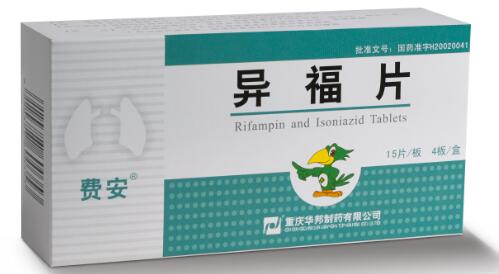 批准文号：国药准字H20020041
异福片
Rifampin and Isoniazid Tablets
15片/板 4板/盒
费安®
重庆华邦制药有限公司